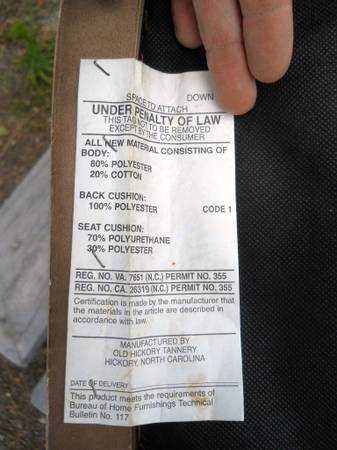 SPACE TO ATTACH DOWN
UNDER PENALTY OF LAW
THIS TAG NOT TO BE REMOVED
EXCEPT BY THE CONSUMER
ALL NEW MATERIAL CONSISTING OF
BODY:
80% POLYESTER
20% COTTON
BACK CUSHION:
100% POLYESTER CODE 1
SEAT CUSHION:
70% POLYURETHANE
30% POLYESTER
REG. NO. VA. 7651 (N.C.) PERMIT NO. 355
REG. NO. CA. 26319 (N.C.) PERMIT NO. 355
Certification is made by the manufacturer that
the materials in the article are described in
accordance with law.
MANUFACTURED BY
OLD HICKORY TANNERY
HICKORY, NORTH CAROLINA
DATE OF DELIVERY
This product meets the requirements of
Bureau of Home Furnishings Technical
Bulletin No. 117